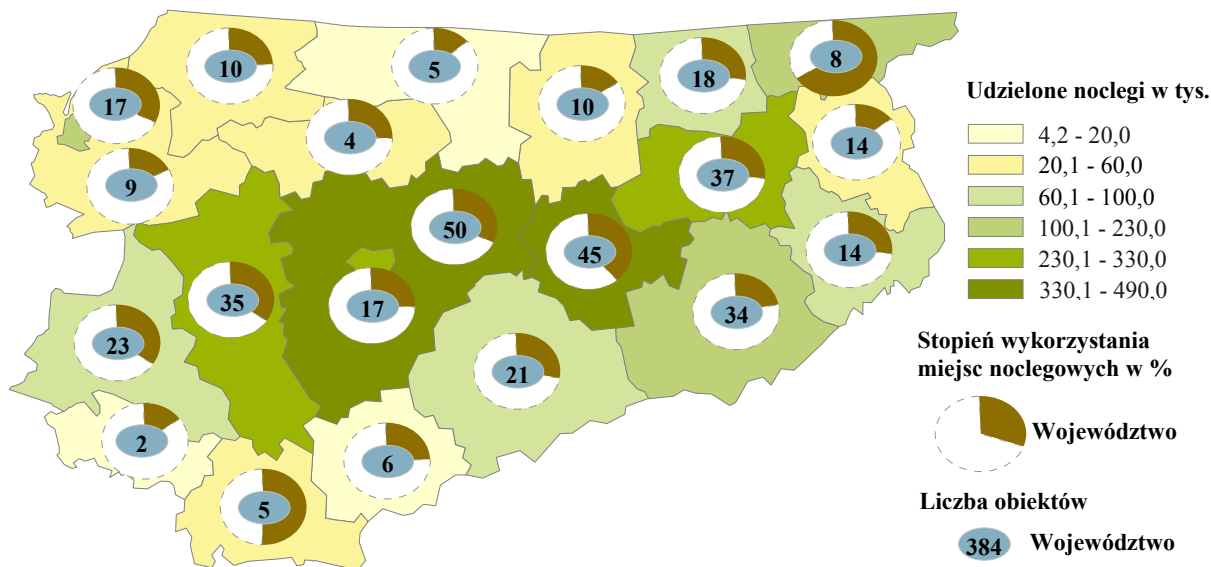 10
5
18
8
17
10
4
14
9
37
50
45
14
35
17
34
23
21
2
6
5
Udzielone noclegi w tys.
4,2 - 20,0
20,1 - 60,0
60,1 - 100,0
100,1 - 230,0
230,1 - 330,0
330,1 - 490,0
Stopień wykorzystania
miejsc noclegowych w %
Województwo
Liczba obiektów
384 Województwo